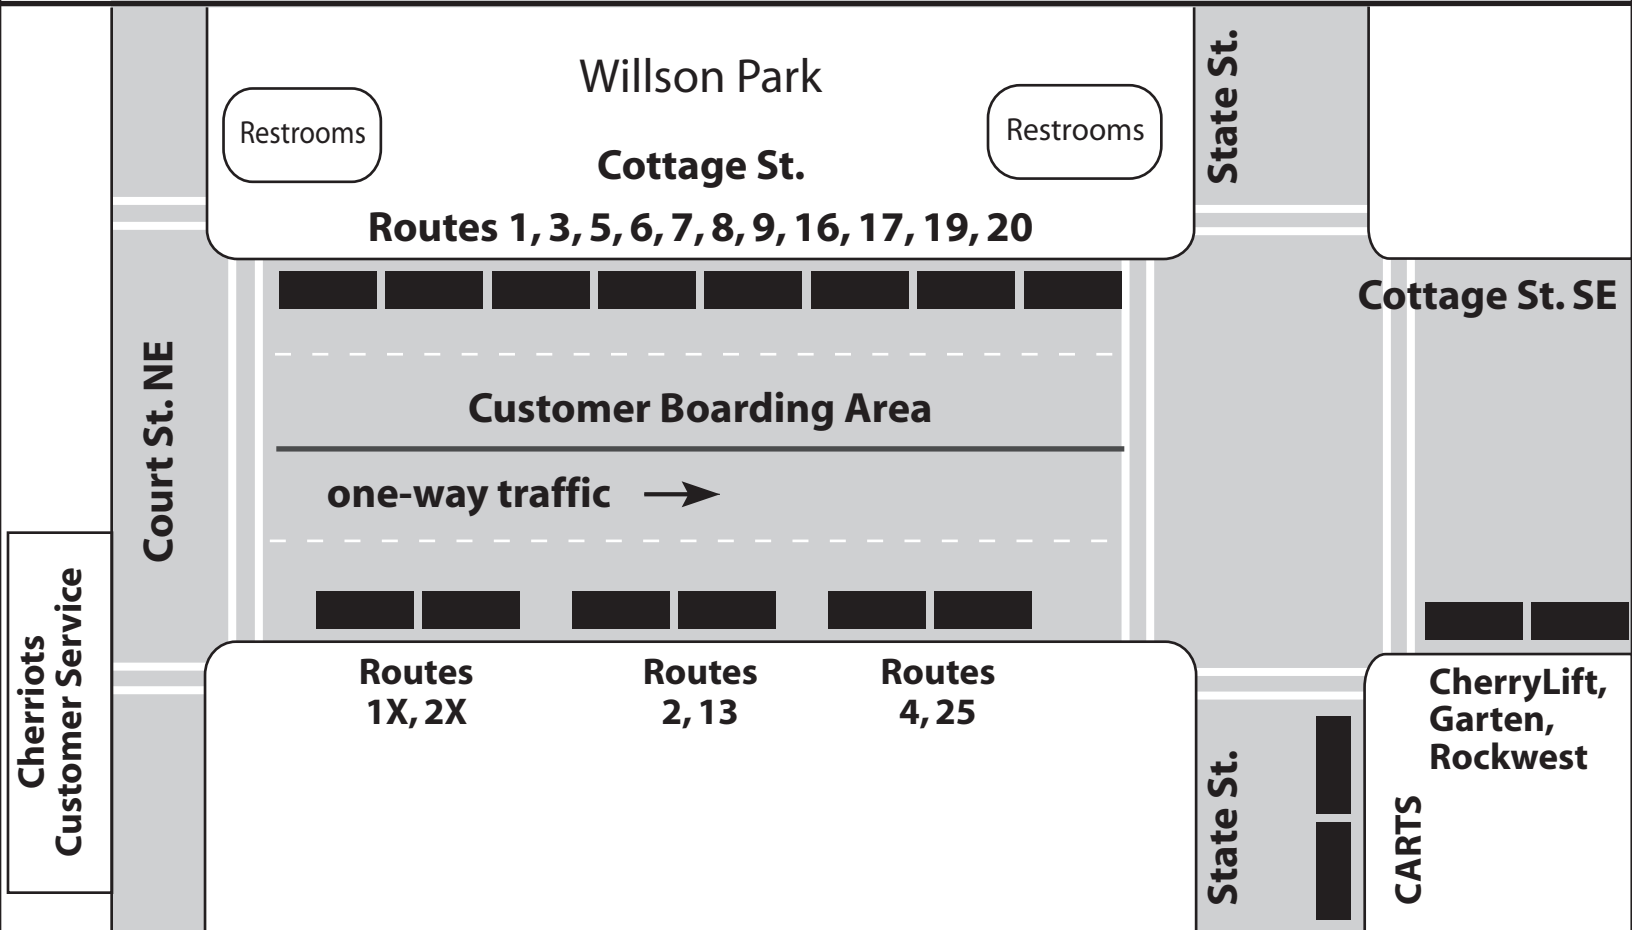 Willson Park
Restrooms
Restrooms
State St.
Cottage St.
Routes 1, 3, 5, 6, 7, 8, 9, 16, 17, 19, 20
Cottage St. SE
Court St. NE
Customer Boarding Area
one-way traffic
Cherriots
Customer Service
Routes
1X, 2X
Routes
2, 13
Routes
4, 25
State St.
CherryLift,
Garten,
Rockwest
CARTS